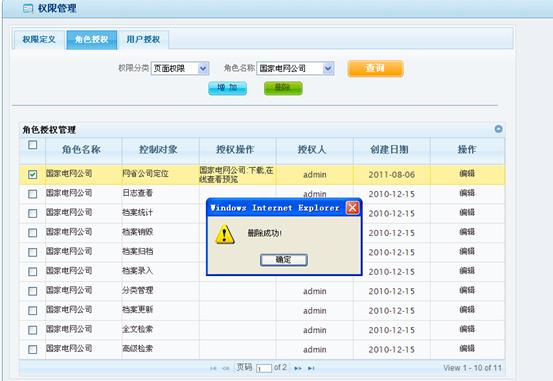 权限管理
权限定义 角色授权 用户授权
权限分类 页面权限 角色名称 国家电网公司 查询
增 加 删除
角色授权管理
角色名称 控制对象 授权操作 授权人 创建日期 操作
国家电网公司 网省公司定位 国家电网公司:下载,在线查看预览 admin 2011-08-06 编辑
国家电网公司 日志查看 admin 2010-12-15 编辑
国家电网公司 档案统计 2010-12-15 编辑
国家电网公司 档案销毁 2010-12-15 编辑
国家电网公司 档案归档 2010-12-15 编辑
国家电网公司 档案录入 2010-12-15 编辑
国家电网公司 分类管理 admin 2010-12-15 编辑
国家电网公司 档案更新 admin 2010-12-15 编辑
国家电网公司 全文检索 admin 2010-12-15 编辑
国家电网公司 高级检索 admin 2010-12-15 编辑
Windows Internet Explorer
删除成功!
确定
页码 1 of 2
View 1 - 10 of 11